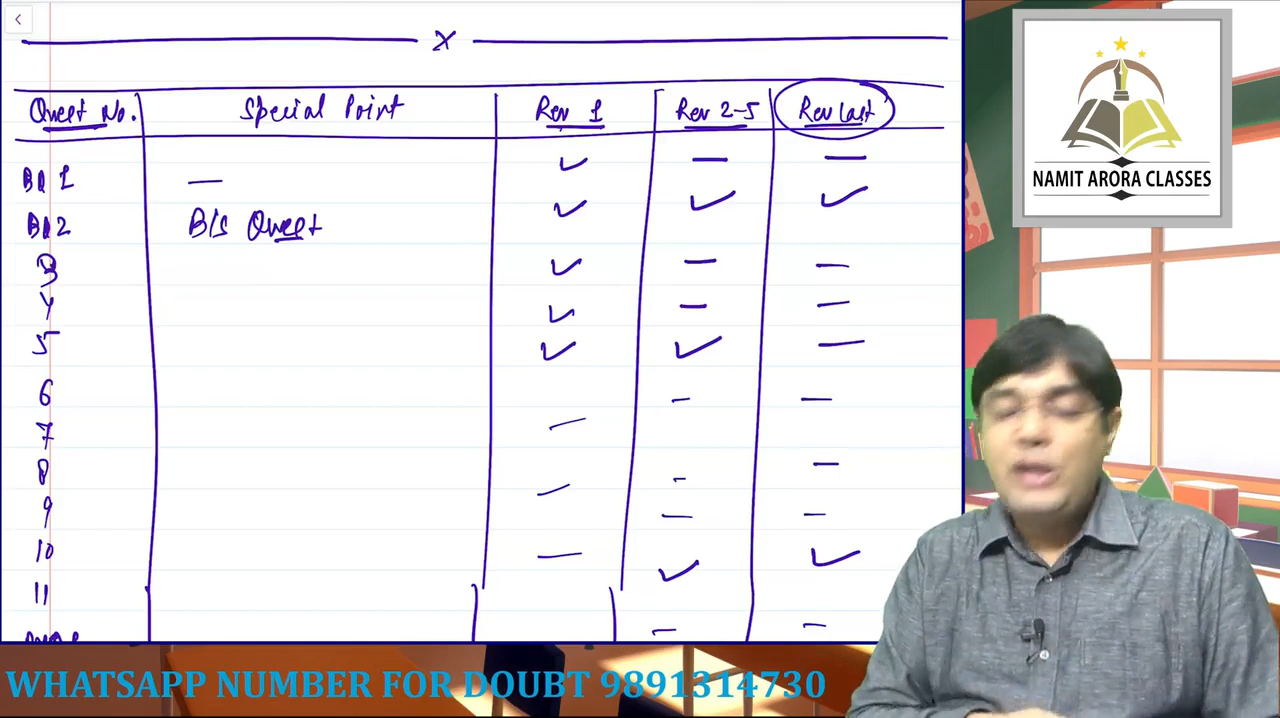 x
Quest No. Special Point Rev 1 Rev 2-5 Rev Last
BQ 1 — ✓ — —
BQ 2 B/S Quest ✓ ✓ ✓
3 ✓ — —
4 ✓ — —
5 ✓ ✓ —
6 - —
7 —
8 - —
9 — — -
10 — ✓ ✓
11
— -
NAMIT ARORA CLASSES
WHATSAPP NUMBER FOR DOUBT 9891314730